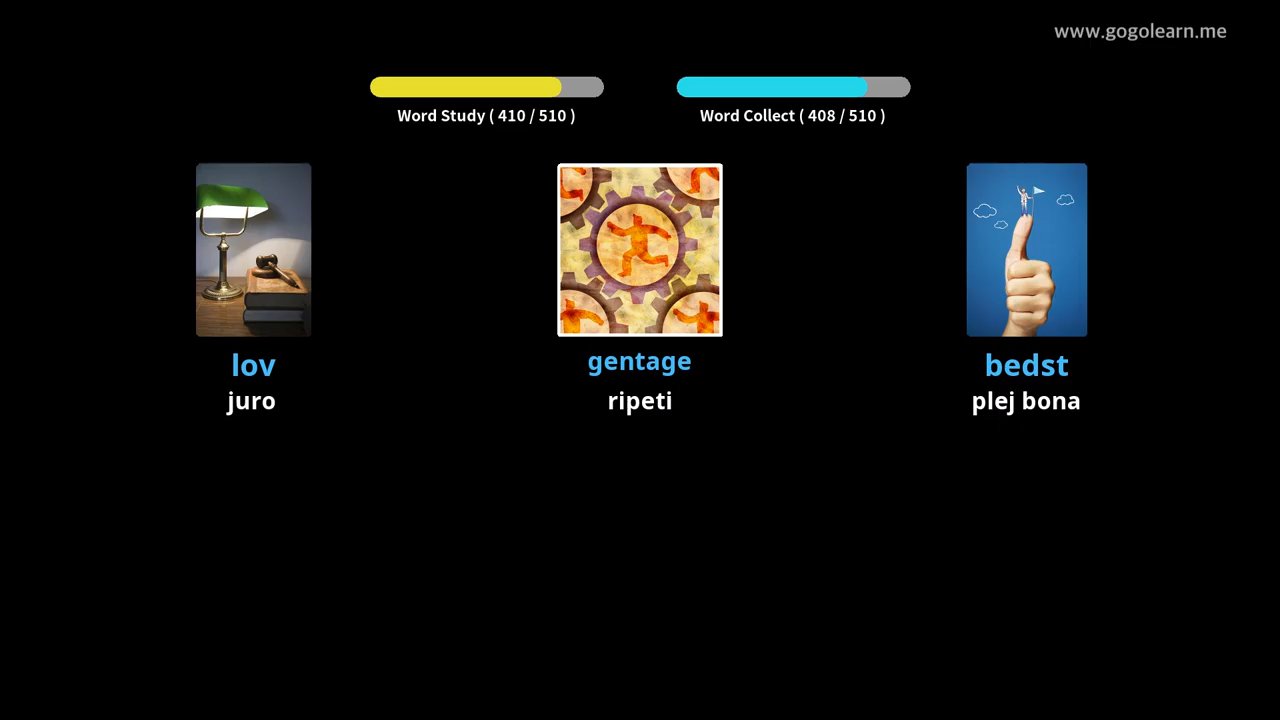 www.gogolearn.me
Word Study ( 410 / 510 )
Word Collect ( 408 / 510 )
lov
juro
gentage
ripeti
bedst
plej bona